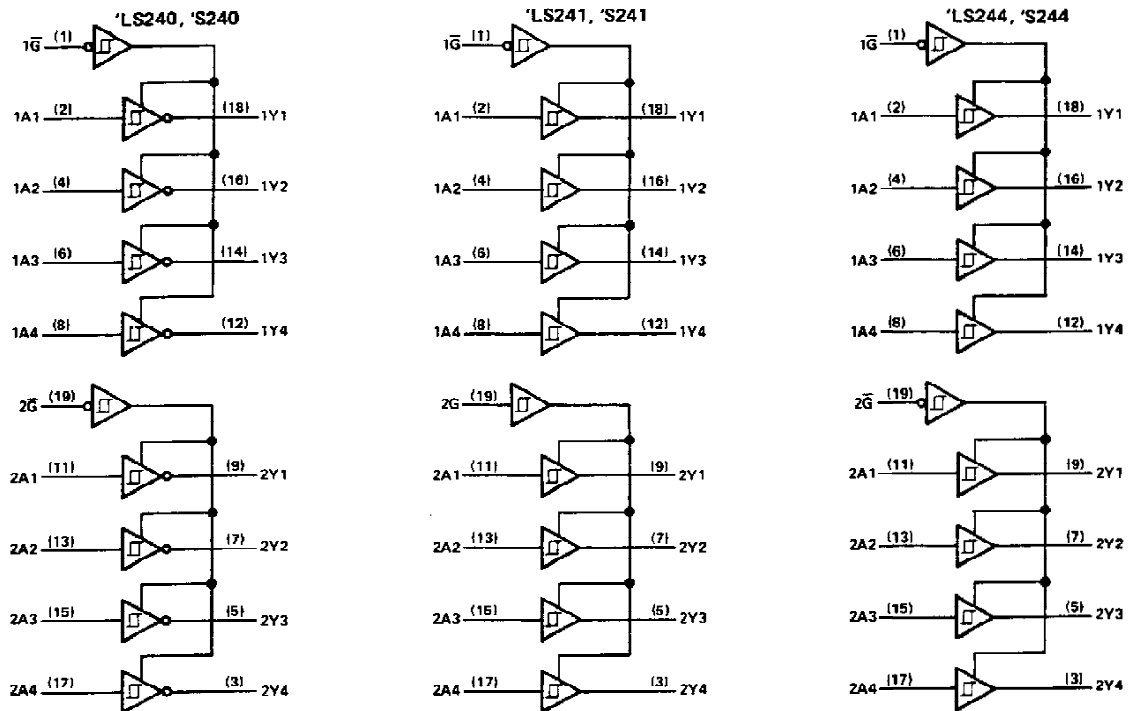 'LS240, 'S240
1G̅ (1)
1A1 (2) (18) 1Y1
1A2 (4) (16) 1Y2
1A3 (6) (14) 1Y3
1A4 (8) (12) 1Y4
2G̅ (19)
2A1 (11) (9) 2Y1
2A2 (13) (7) 2Y2
2A3 (15) (5) 2Y3
2A4 (17) (3) 2Y4
'LS241, 'S241
1G̅ (1)
1A1 (2) (18) 1Y1
1A2 (4) (16) 1Y2
1A3 (6) (14) 1Y3
1A4 (8) (12) 1Y4
2G (19)
2A1 (11) (9) 2Y1
2A2 (13) (7) 2Y2
2A3 (15) (5) 2Y3
2A4 (17) (3) 2Y4
'LS244, 'S244
1G̅ (1)
1A1 (2) (18) 1Y1
1A2 (4) (16) 1Y2
1A3 (6) (14) 1Y3
1A4 (8) (12) 1Y4
2G̅ (19)
2A1 (11) (9) 2Y1
2A2 (13) (7) 2Y2
2A3 (15) (5) 2Y3
2A4 (17) (3) 2Y4